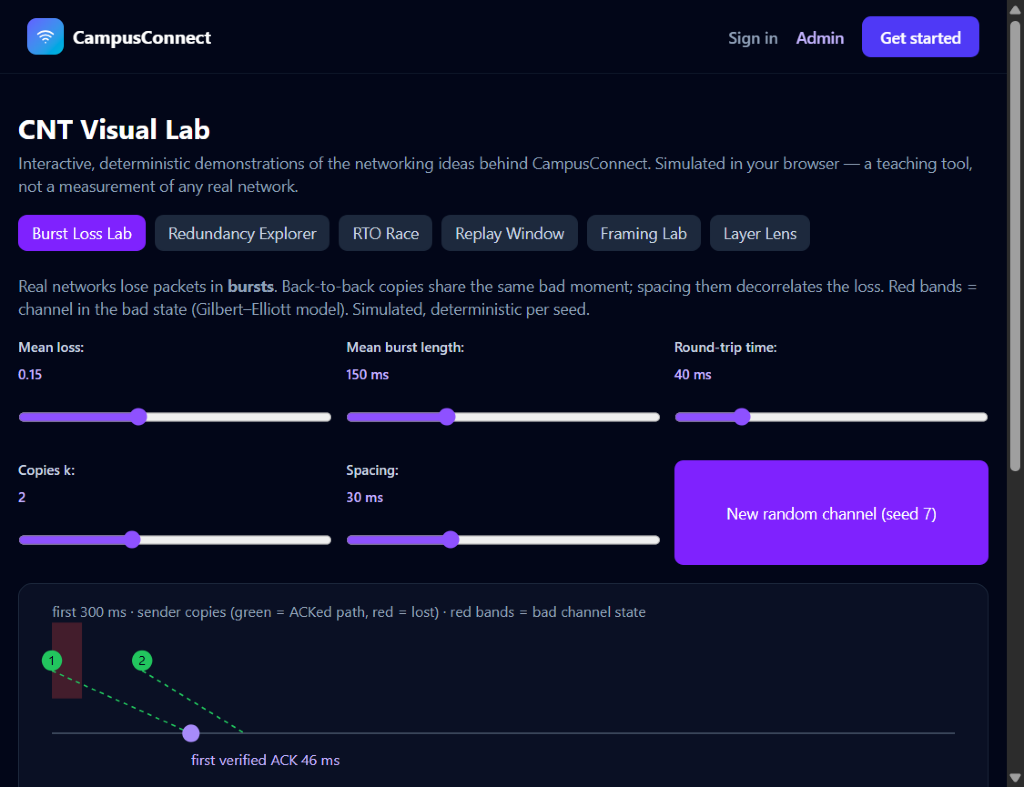 CampusConnect
Sign in
Admin
Get started
CNT Visual Lab
Interactive, deterministic demonstrations of the networking ideas behind CampusConnect. Simulated in your browser — a teaching tool,
not a measurement of any real network.
Burst Loss Lab
Redundancy Explorer
RTO Race
Replay Window
Framing Lab
Layer Lens
Real networks lose packets in bursts. Back-to-back copies share the same bad moment; spacing them decorrelates the loss. Red bands =
channel in the bad state (Gilbert–Elliott model). Simulated, deterministic per seed.
Mean loss:
0.15
Mean burst length:
150 ms
Round-trip time:
40 ms
Copies k:
2
Spacing:
30 ms
New random channel (seed 7)
first 300 ms · sender copies (green = ACKed path, red = lost) · red bands = bad channel state
1
2
first verified ACK 46 ms